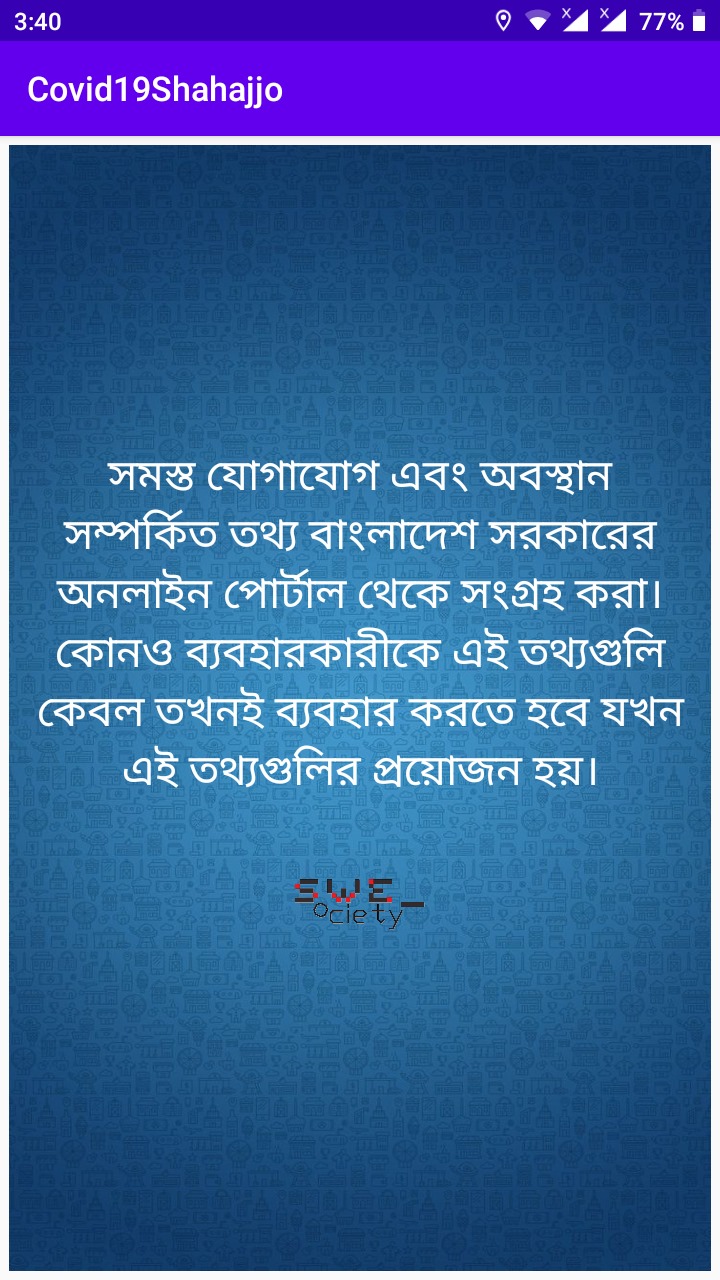 3:40
77%
Covid19Shahajjo
সমস্ত যোগাযোগ এবং অবস্থান
সম্পর্কিত তথ্য বাংলাদেশ সরকারের
অনলাইন পোর্টাল থেকে সংগ্রহ করা।
কোনও ব্যবহারকারীকে এই তথ্যগুলি
কেবল তখনই ব্যবহার করতে হবে যখন
এই তথ্যগুলির প্রয়োজন হয়।
SWE_
Ociety